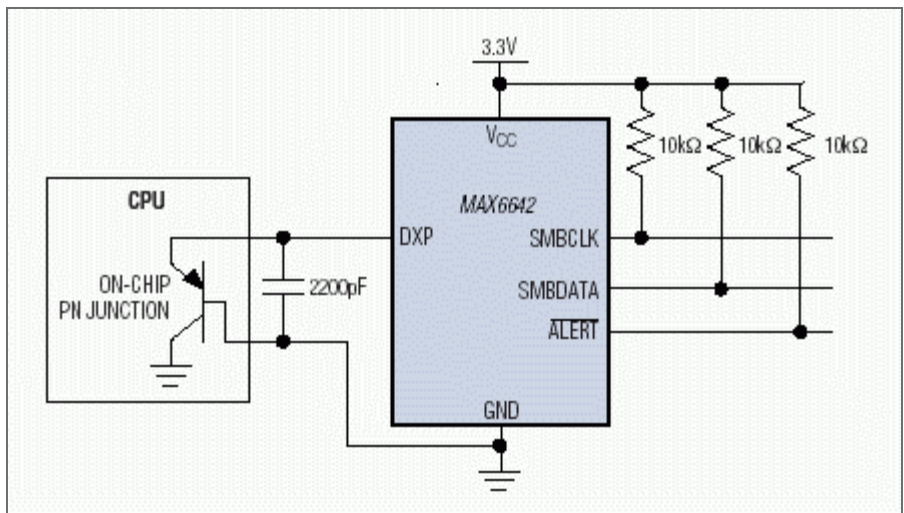 3.3V
VCC
10kΩ
10kΩ
10kΩ
CPU
MAX6642
DXP
SMBCLK
ON-CHIP
PN JUNCTION
2200pF
SMBDATA
ALERT
GND